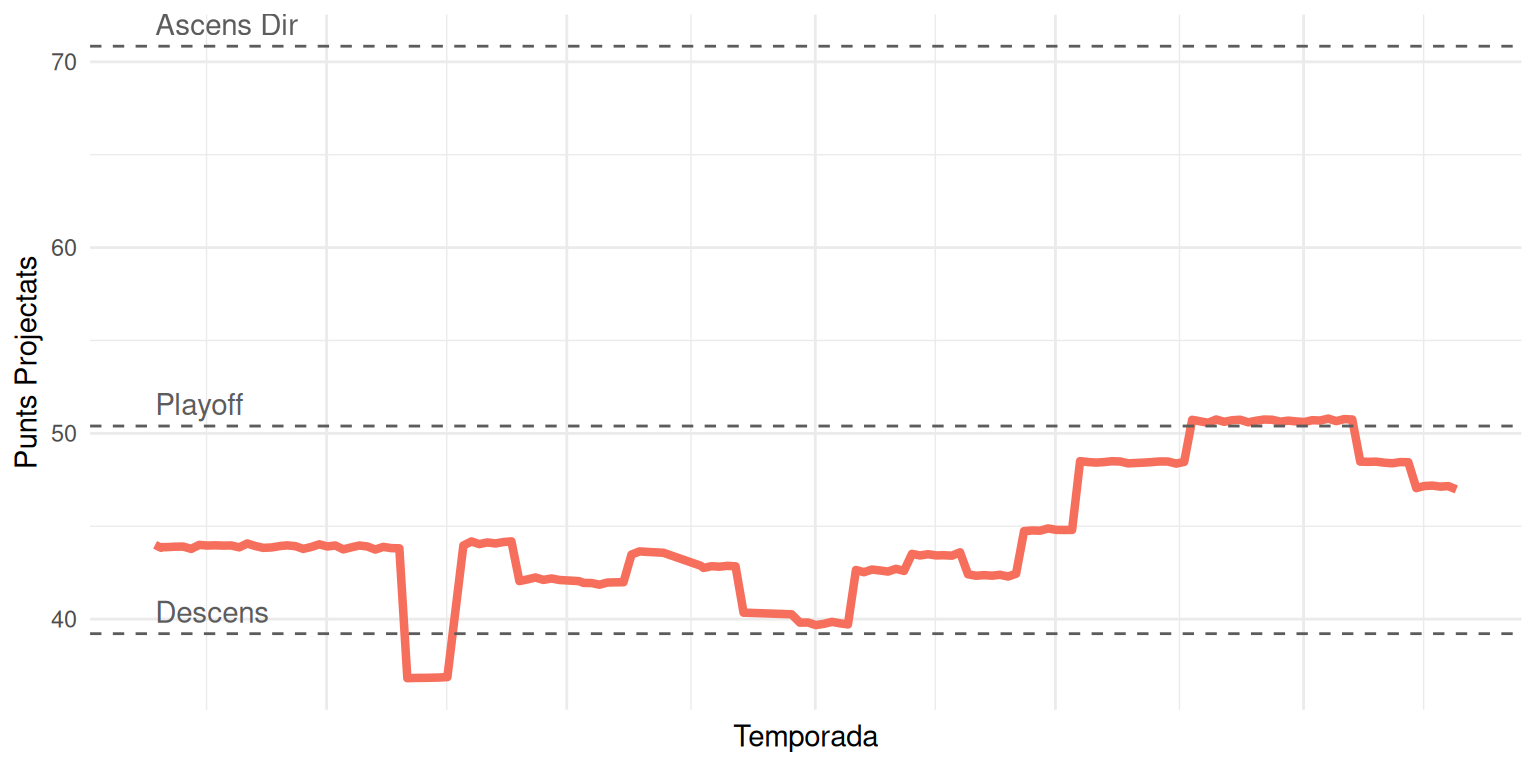 Ascens Dir
70
60
Punts Projectats
Playoff
50
Descens
40
Temporada